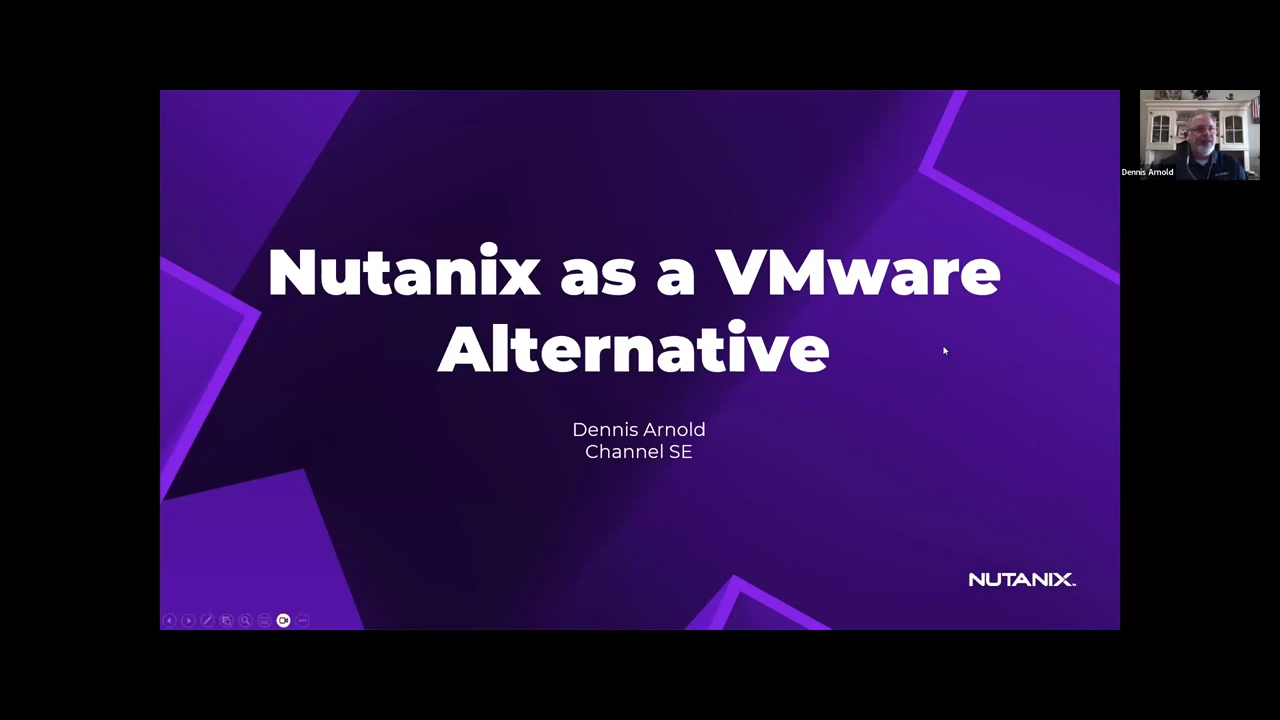 Nutanix as a VMware
Alternative
Dennis Arnold
Channel SE
NUTANIX
Dennis Arnold